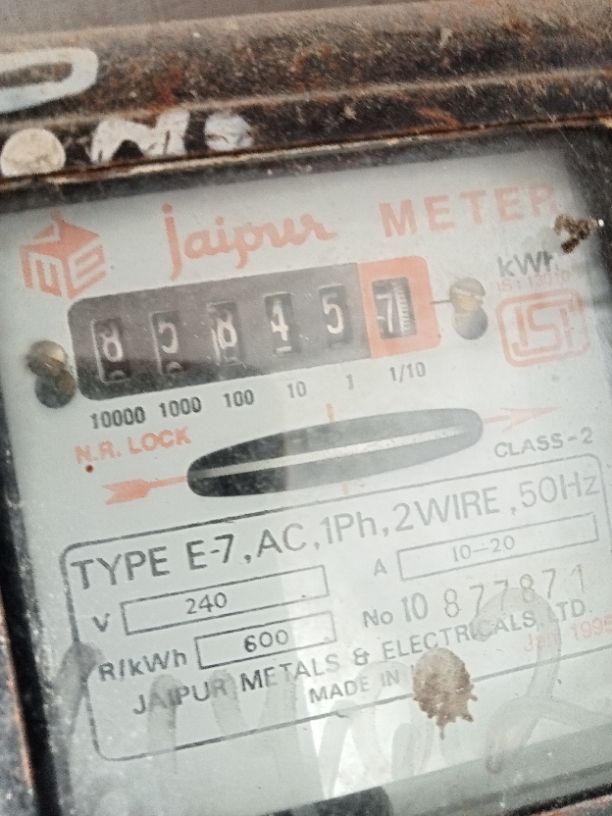 Jaipur METER
kWh
8 5 8 4 5 7
10000 1000 100 10 1 1/10
N.R. LOCK
CLASS-2
TYPE E-7, AC, 1Ph, 2 WIRE, 50Hz
V 240 A 10-20
R/kWh 600 No 10 877871
JAIPUR METALS & ELECTRICALS, LTD.
MADE IN